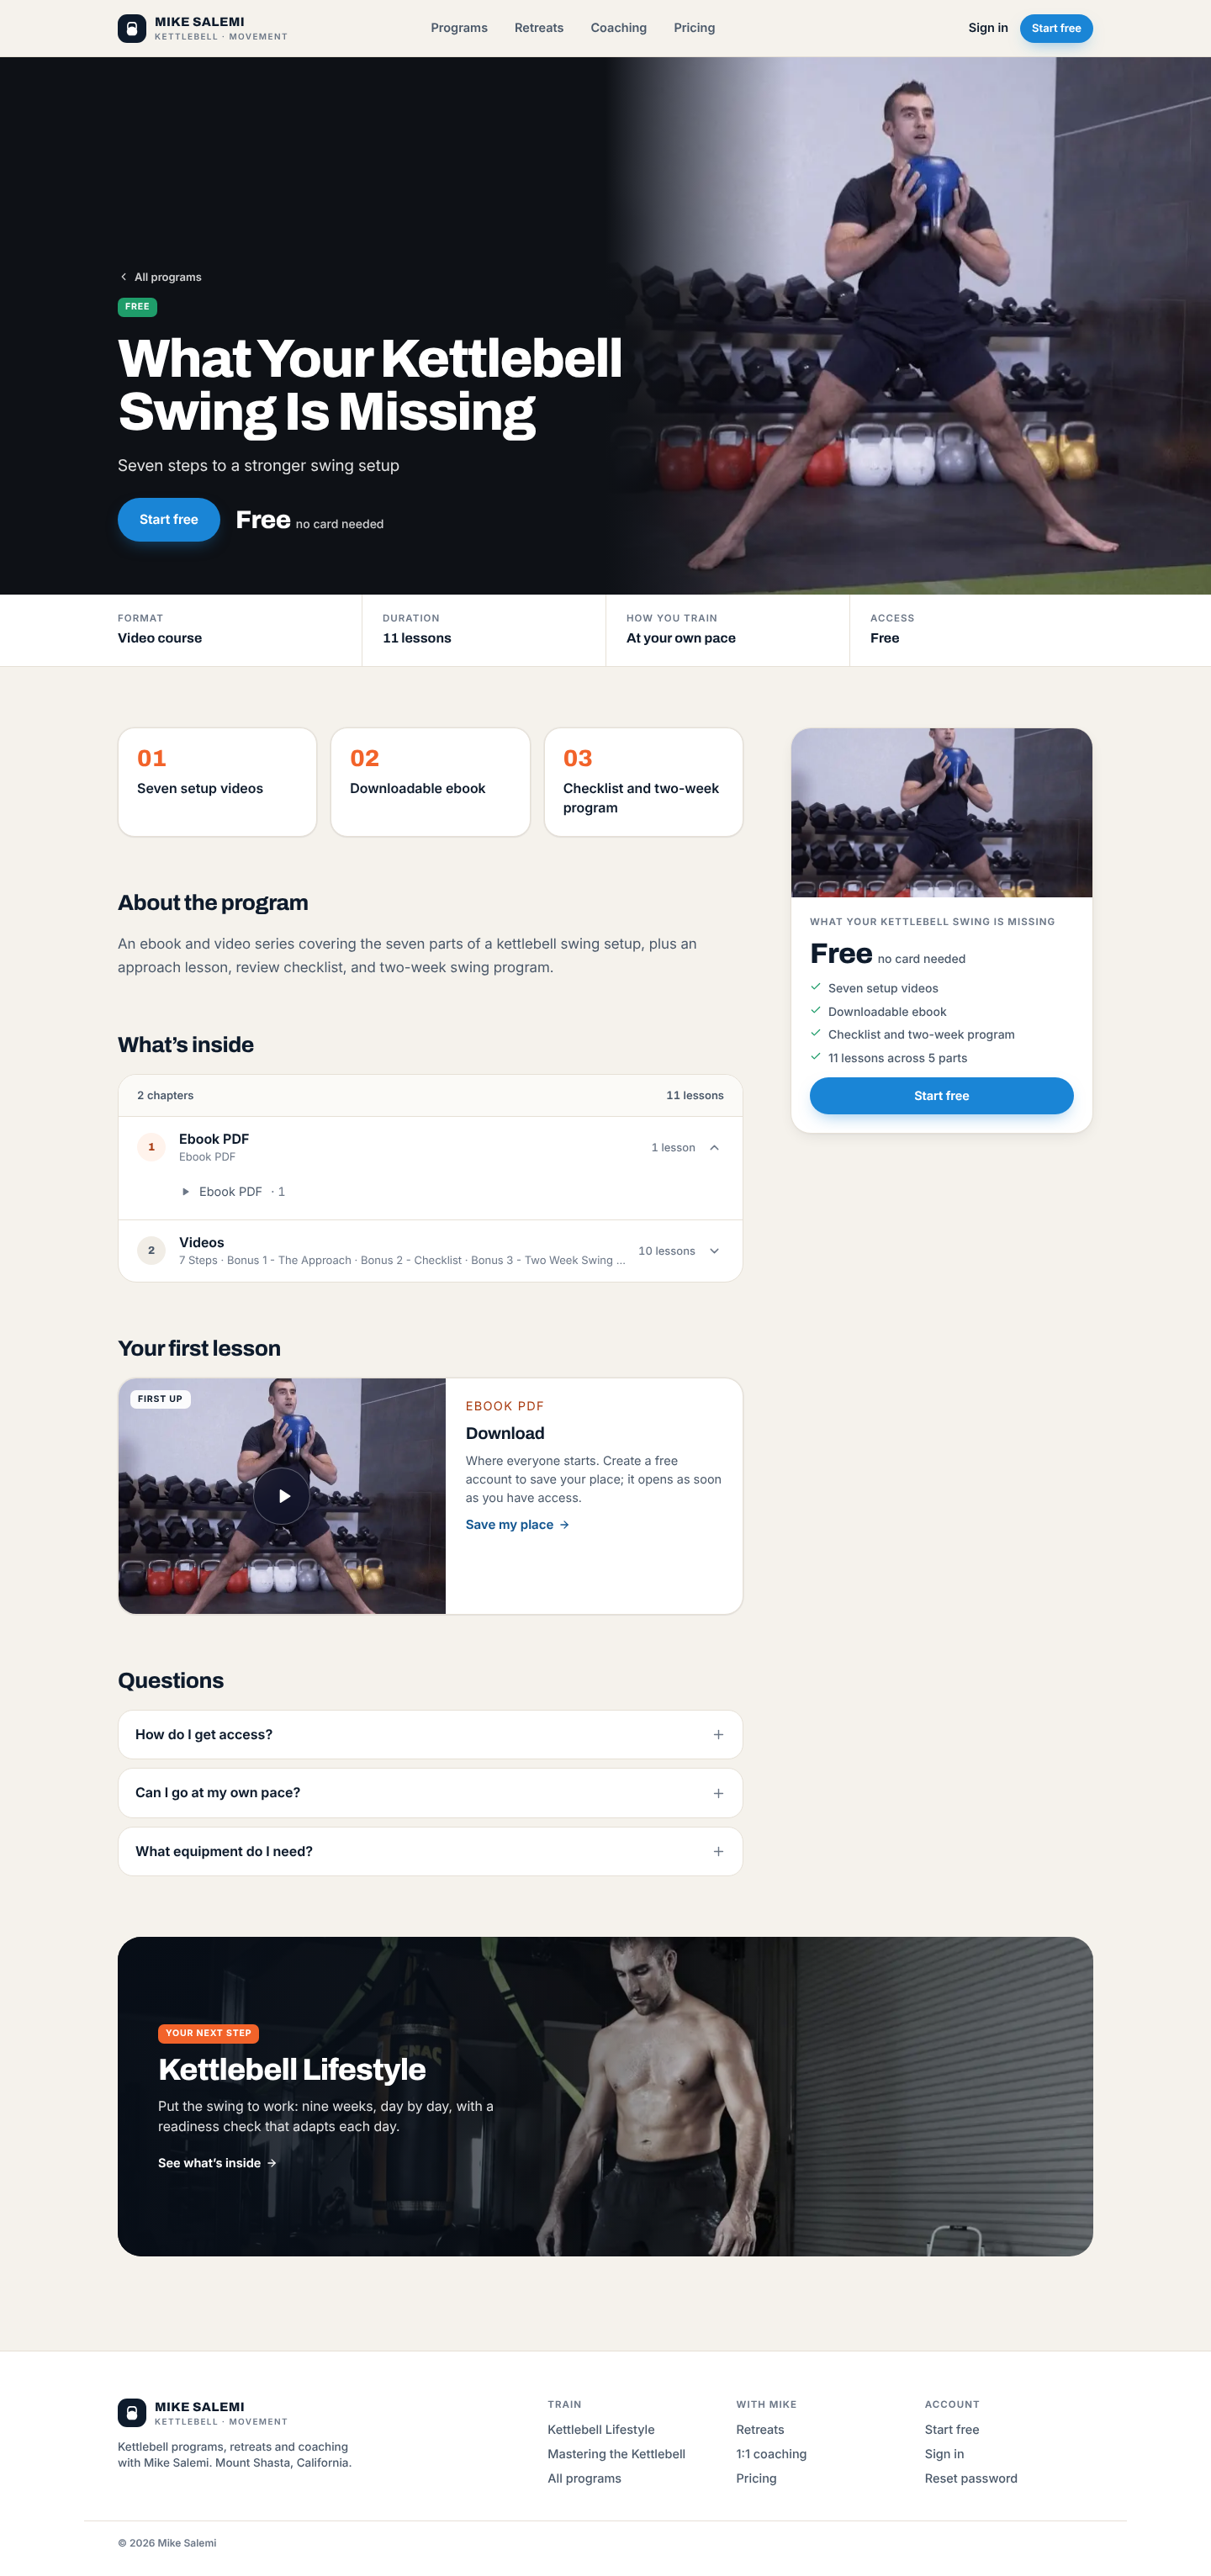 MIKE SALEMI
KETTLEBELL · MOVEMENT
Programs
Retreats
Coaching
Pricing
Sign in
Start free
All programs
FREE
What Your Kettlebell
Swing Is Missing
Seven steps to a stronger swing setup
Start free
Free no card needed
FORMAT
Video course
DURATION
11 lessons
HOW YOU TRAIN
At your own pace
ACCESS
Free
01
Seven setup videos
02
Downloadable ebook
03
Checklist and two-week
program
WHAT YOUR KETTLEBELL SWING IS MISSING
Free no card needed
Seven setup videos
Downloadable ebook
Checklist and two-week program
11 lessons across 5 parts
Start free
About the program
An ebook and video series covering the seven parts of a kettlebell swing setup, plus an
approach lesson, review checklist, and two-week swing program.
What's inside
2 chapters
11 lessons
1
Ebook PDF
Ebook PDF
1 lesson
Ebook PDF · 1
2
Videos
7 Steps · Bonus 1 - The Approach · Bonus 2 - Checklist · Bonus 3 - Two Week Swing ...
10 lessons
Your first lesson
FIRST UP
EBOOK PDF
Download
Where everyone starts. Create a free
account to save your place; it opens as soon
as you have access.
Save my place →
Questions
How do I get access?
Can I go at my own pace?
What equipment do I need?
YOUR NEXT STEP
Kettlebell Lifestyle
Put the swing to work: nine weeks, day by day, with a
readiness check that adapts each day.
See what's inside →
MIKE SALEMI
KETTLEBELL · MOVEMENT
Kettlebell programs, retreats and coaching
with Mike Salemi. Mount Shasta, California.
TRAIN
Kettlebell Lifestyle
Mastering the Kettlebell
All programs
WITH MIKE
Retreats
1:1 coaching
Pricing
ACCOUNT
Start free
Sign in
Reset password
© 2026 Mike Salemi